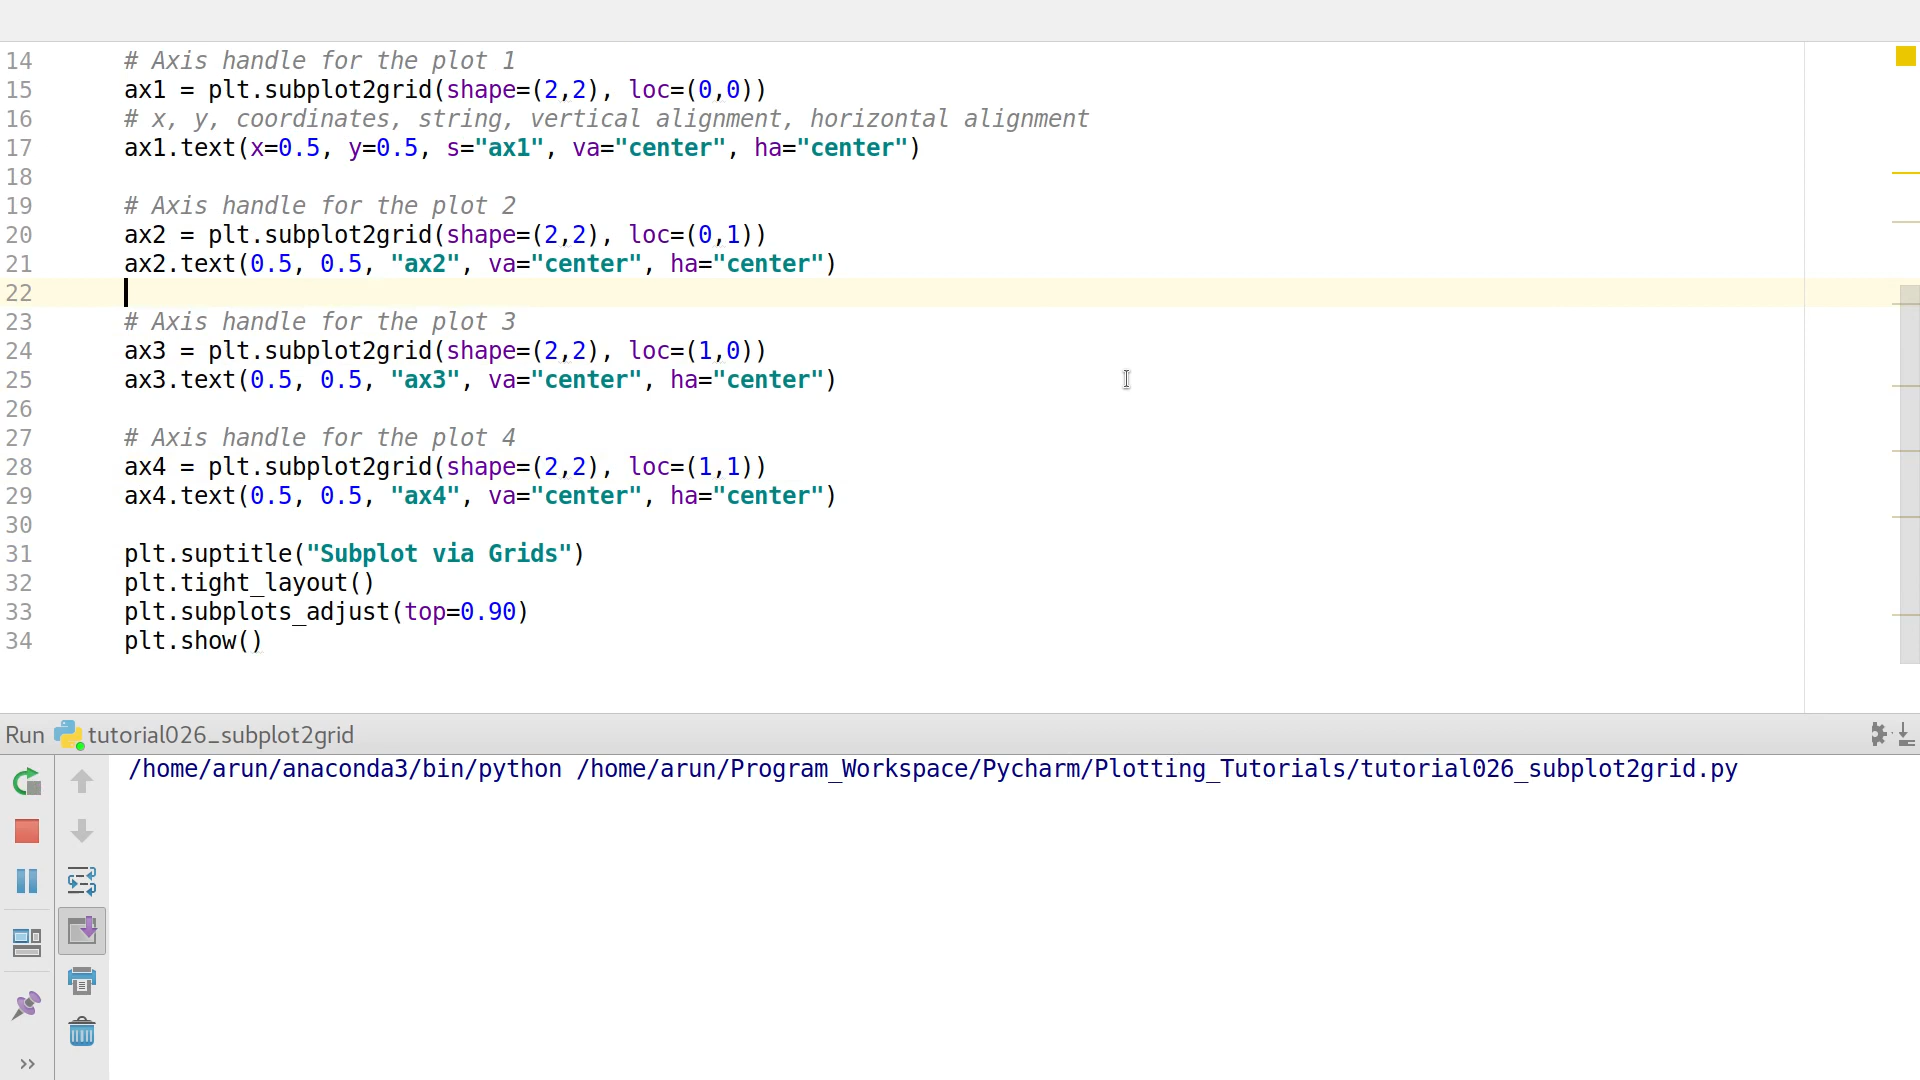 14 # Axis handle for the plot 1
15 ax1 = plt.subplot2grid(shape=(2,2), loc=(0,0))
16 # x, y, coordinates, string, vertical alignment, horizontal alignment
17 ax1.text(x=0.5, y=0.5, s="ax1", va="center", ha="center")
18
19 # Axis handle for the plot 2
20 ax2 = plt.subplot2grid(shape=(2,2), loc=(0,1))
21 ax2.text(0.5, 0.5, "ax2", va="center", ha="center")
22
23 # Axis handle for the plot 3
24 ax3 = plt.subplot2grid(shape=(2,2), loc=(1,0))
25 ax3.text(0.5, 0.5, "ax3", va="center", ha="center")
26
27 # Axis handle for the plot 4
28 ax4 = plt.subplot2grid(shape=(2,2), loc=(1,1))
29 ax4.text(0.5, 0.5, "ax4", va="center", ha="center")
30
31 plt.suptitle("Subplot via Grids")
32 plt.tight_layout()
33 plt.subplots_adjust(top=0.90)
34 plt.show()
Run tutorial026_subplot2grid
/home/arun/anaconda3/bin/python /home/arun/Program_Workspace/Pycharm/Plotting_Tutorials/tutorial026_subplot2grid.py